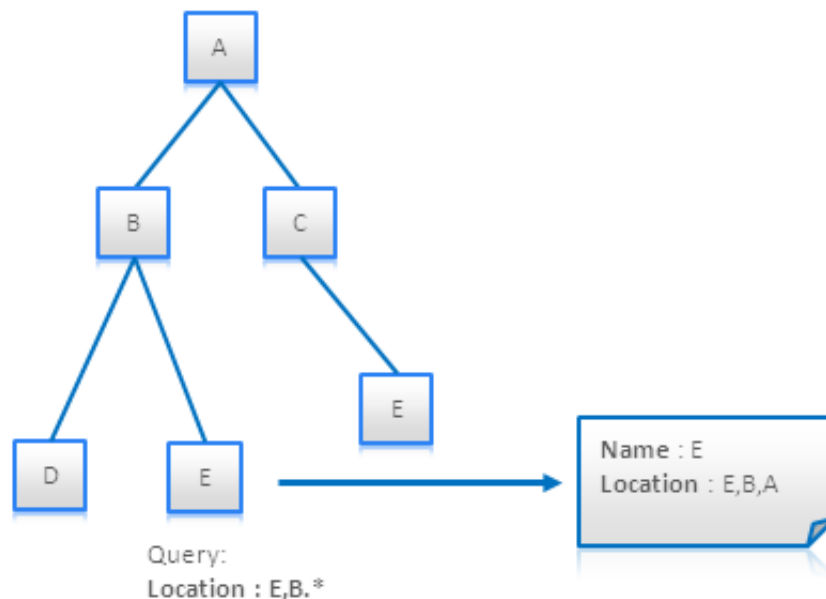 A
B
C
E
D
E
Name : E
Location : E,B,A
Query:
Location : E,B.*